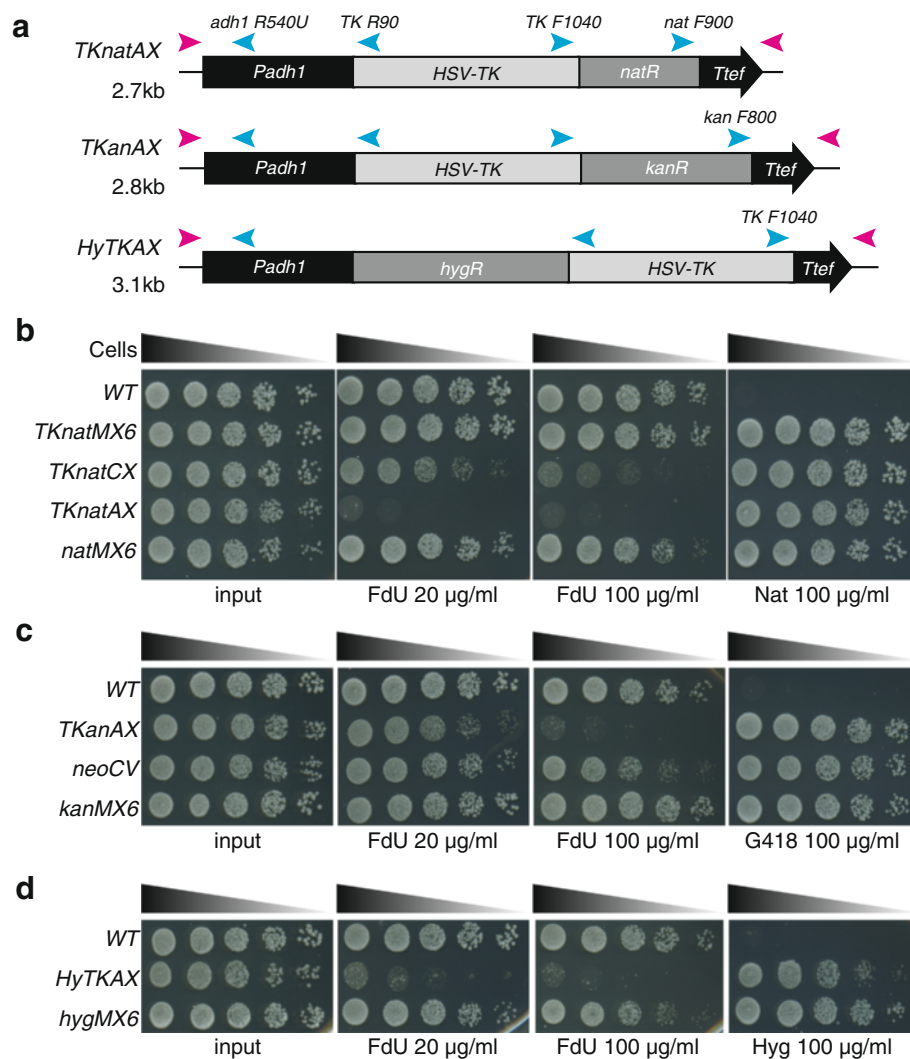 a
adh1 R540U TK R90 TK F1040 nat F900
TKnatAX
2.7kb
Padh1 HSV-TK natR Ttef
kan F800
TKanAX
2.8kb
Padh1 HSV-TK kanR Ttef
TK F1040
HyTKAX
3.1kb
Padh1 hygR HSV-TK Ttef
b
Cells
WT
TKnatMX6
TKnatCX
TKnatAX
natMX6
input FdU 20 µg/ml FdU 100 µg/ml Nat 100 µg/ml
c
WT
TKanAX
neoCV
kanMX6
input FdU 20 µg/ml FdU 100 µg/ml G418 100 µg/ml
d
WT
HyTKAX
hygMX6
input FdU 20 µg/ml FdU 100 µg/ml Hyg 100 µg/ml